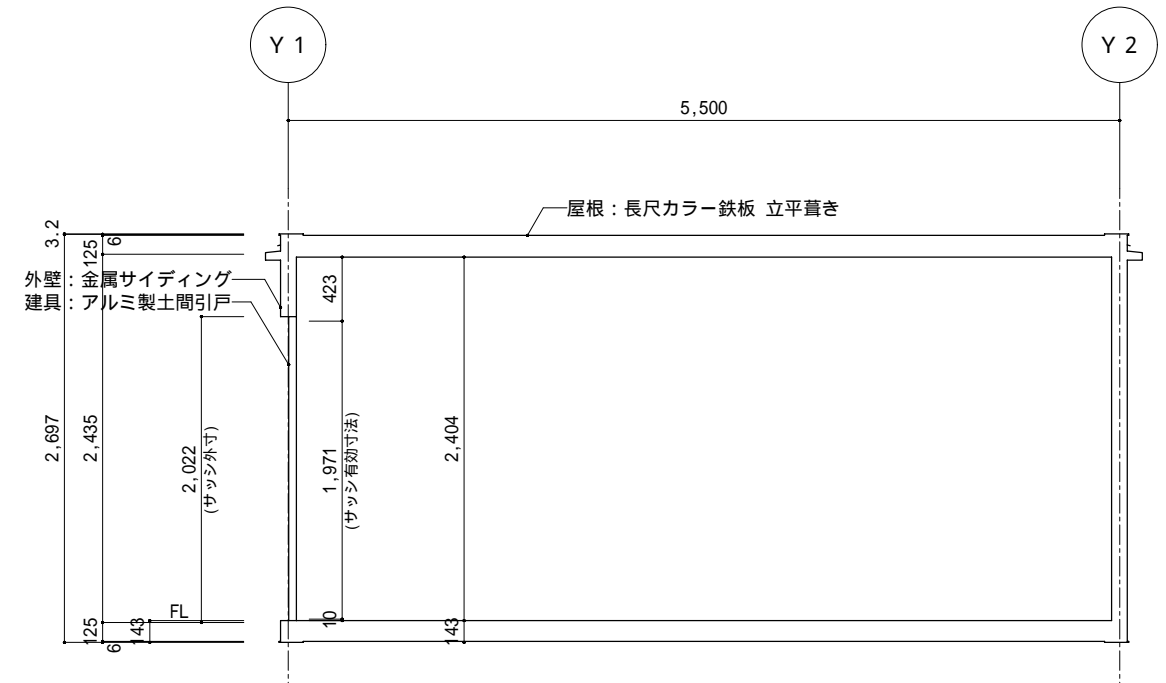 Y 1
Y 2
5,500
屋根：長尺カラー鉄板 立平葺き
3.2
6
125
外壁：金属サイディング
建具：アルミ製土間引戸
423
2,697
2,435
2,022
(サッシ外寸)
1,971
(サッシ有効寸法)
2,404
FL
10
125
143
143
6